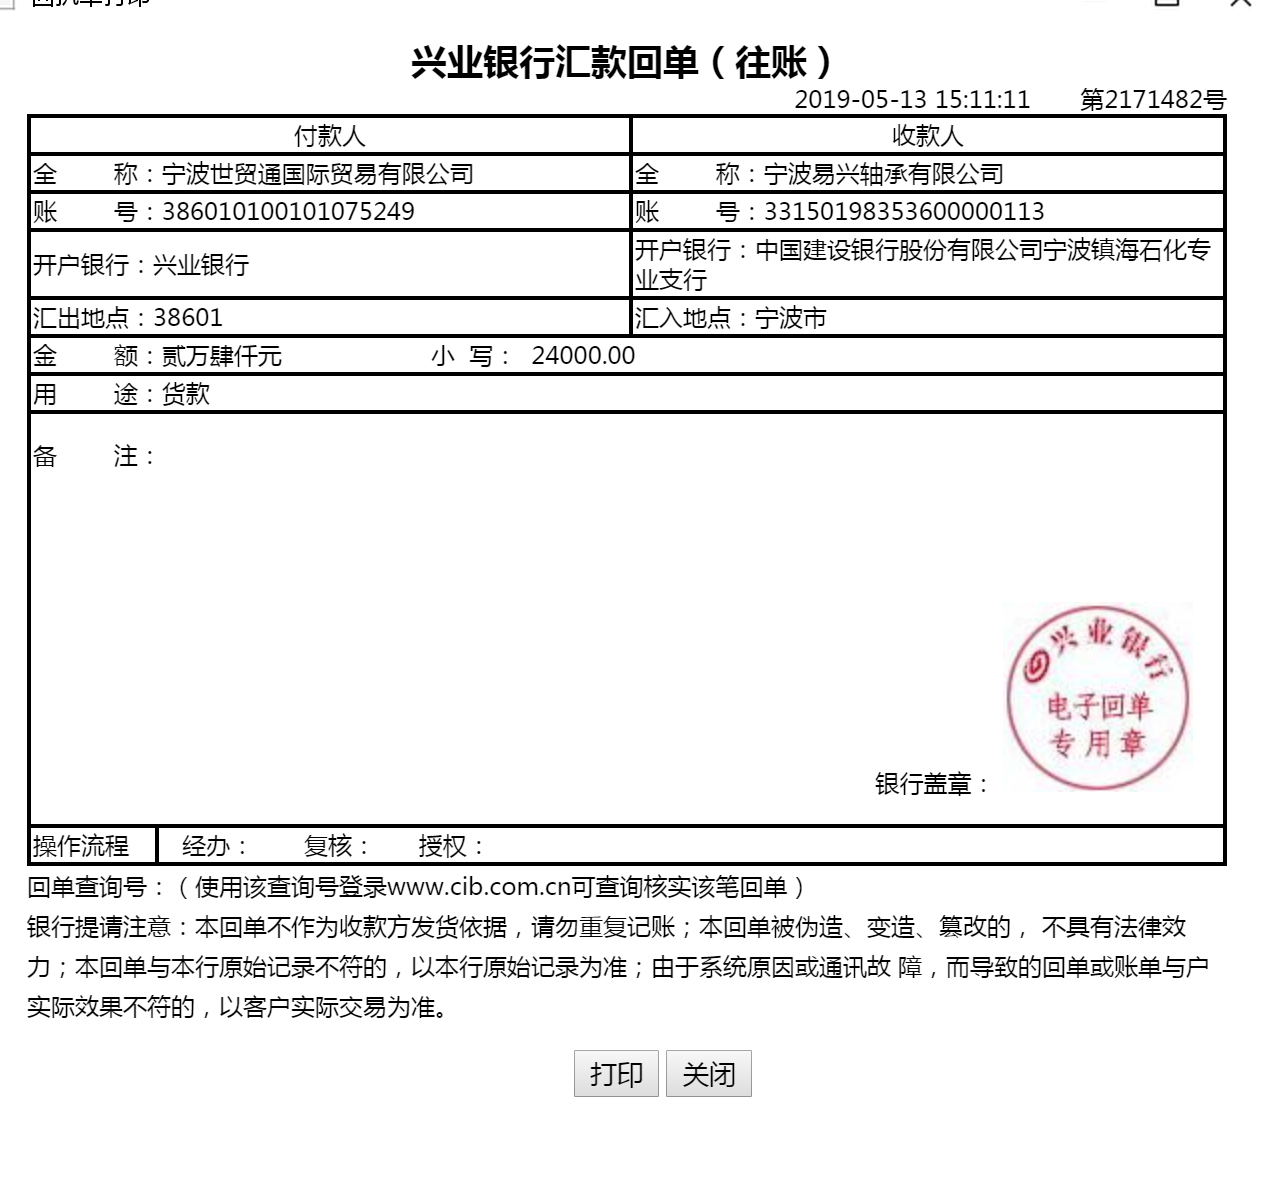 回执单打印
兴业银行汇款回单（往账）
2019-05-13 15:11:11 第2171482号
付款人 收款人
全 称：宁波世贸通国际贸易有限公司 全 称：宁波易兴轴承有限公司
账 号：386010100101075249 账 号：33150198353600000113
开户银行：兴业银行 开户银行：中国建设银行股份有限公司宁波镇海石化专
业支行
汇出地点：38601 汇入地点：宁波市
金 额：贰万肆仟元 小 写： 24000.00
用 途：货款
备 注：
兴业银行
电子回单
专用章
银行盖章：
操作流程 经办： 复核： 授权：
回单查询号：（使用该查询号登录www.cib.com.cn可查询核实该笔回单）
银行提请注意：本回单不作为收款方发货依据，请勿重复记账；本回单被伪造、变造、篡改的， 不具有法律效
力；本回单与本行原始记录不符的，以本行原始记录为准；由于系统原因或通讯故 障，而导致的回单或账单与户
实际效果不符的，以客户实际交易为准。
打印 关闭